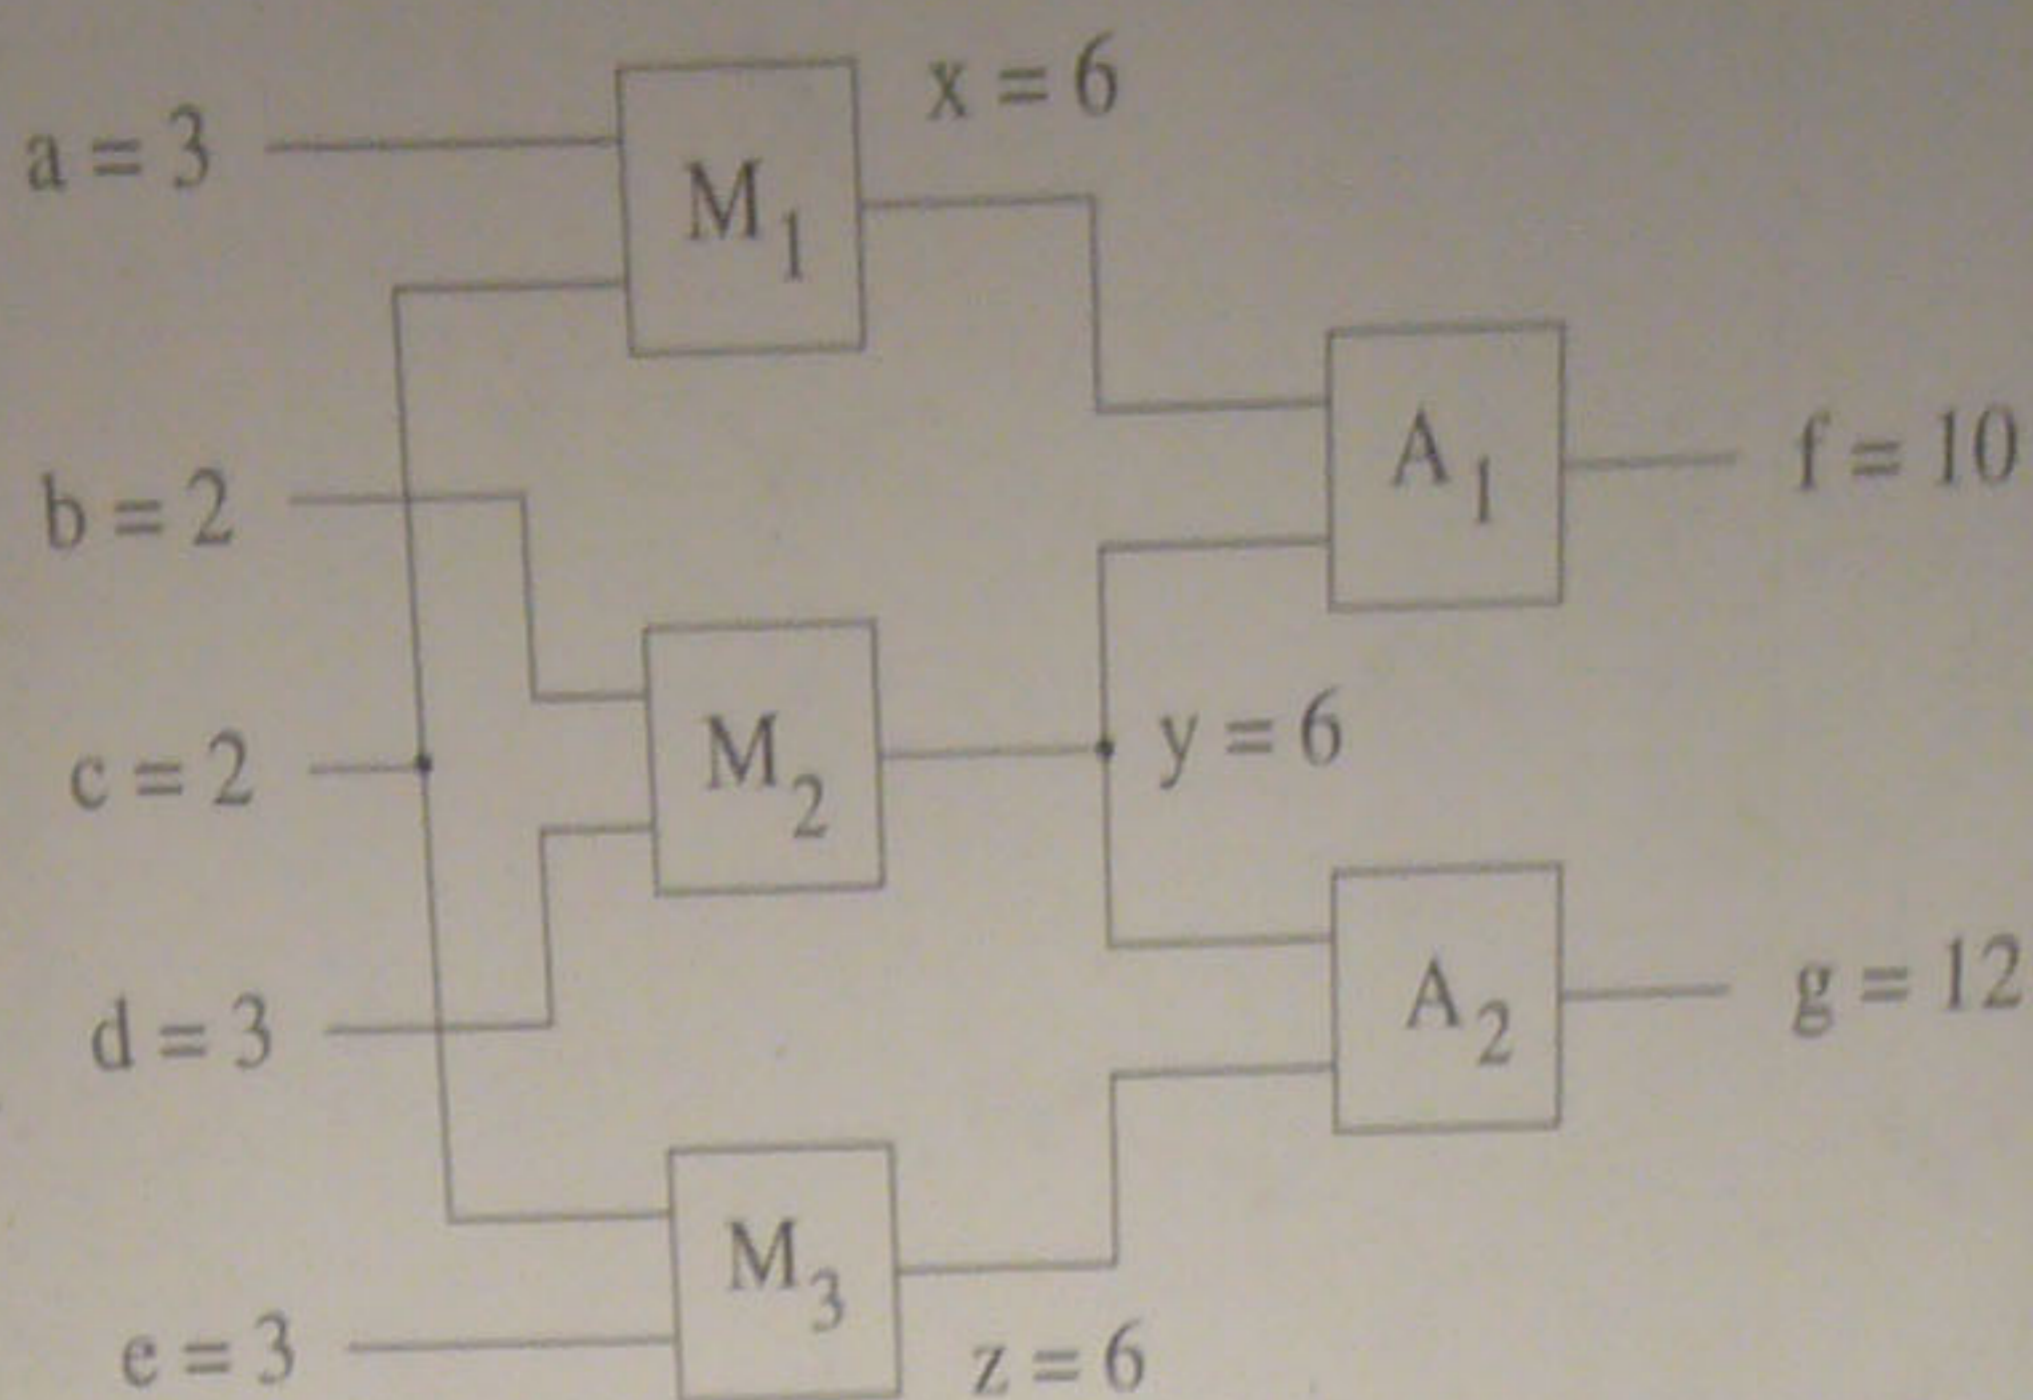 x = 6
a = 3
M1
A1
f = 10
b = 2
y = 6
c = 2
M2
A2
g = 12
d = 3
M3
e = 3
z = 6